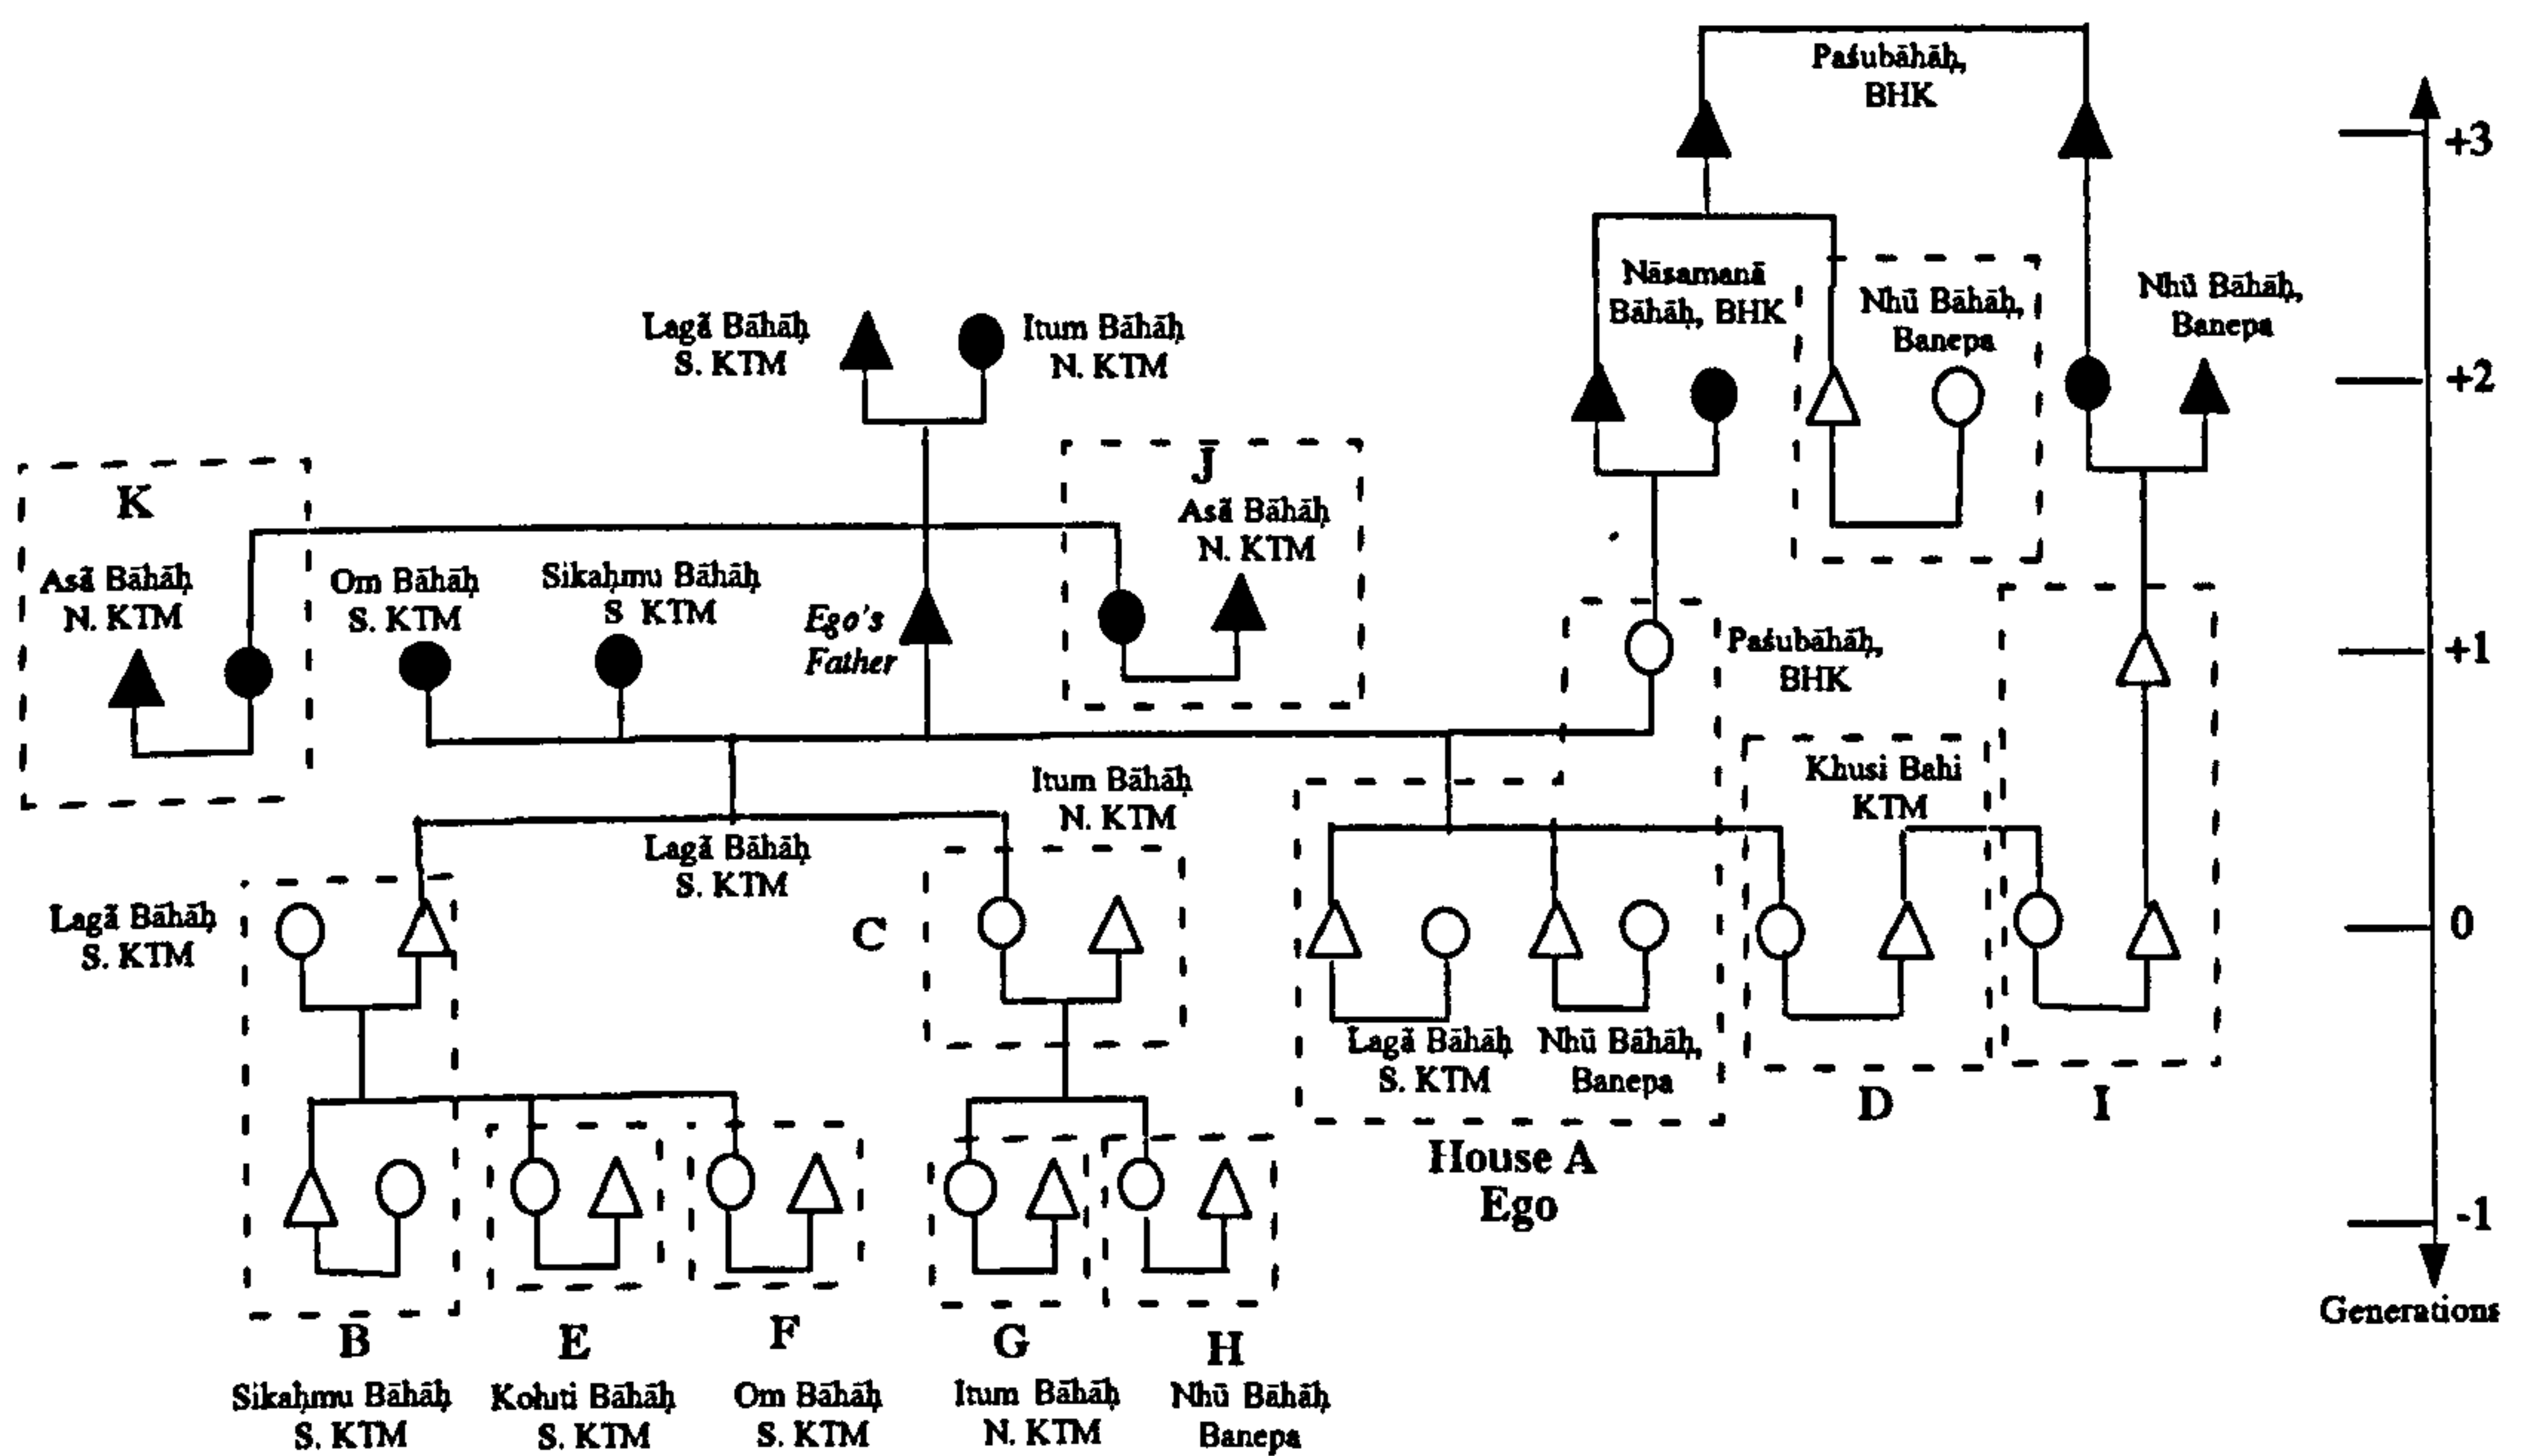 Paśubāhāḥ,
BHK
+3
Nāsamanā
Bāhāḥ, BHK
Nhū Bāhāḥ,
Banepa
Nhū Bāhāḥ,
Banepa
+2
Lagã Bāhāḥ
S. KTM
Itum Bāhāḥ
N. KTM
K
J
Asã Bāhāḥ
N. KTM
Asã Bāhāḥ
N. KTM
Om Bāhāḥ
S. KTM
Sikaḥmu Bāhāḥ
S KTM
Ego's
Father
Paśubāhāḥ,
BHK
+1
Itum Bāhāḥ
N. KTM
Khusi Bahi
KTM
Lagã Bāhāḥ
S. KTM
Lagã Bāhāḥ
S. KTM
C
0
Lagã Bāhāḥ
S. KTM
Nhū Bāhāḥ,
Banepa
D
I
House A
Ego
-1
Generations
B
Sikaḥmu Bāhāḥ
S. KTM
E
Kohiti Bāhāḥ
S. KTM
F
Om Bāhāḥ
S. KTM
G
Itum Bāhāḥ
N. KTM
H
Nhū Bāhāḥ
Banepa